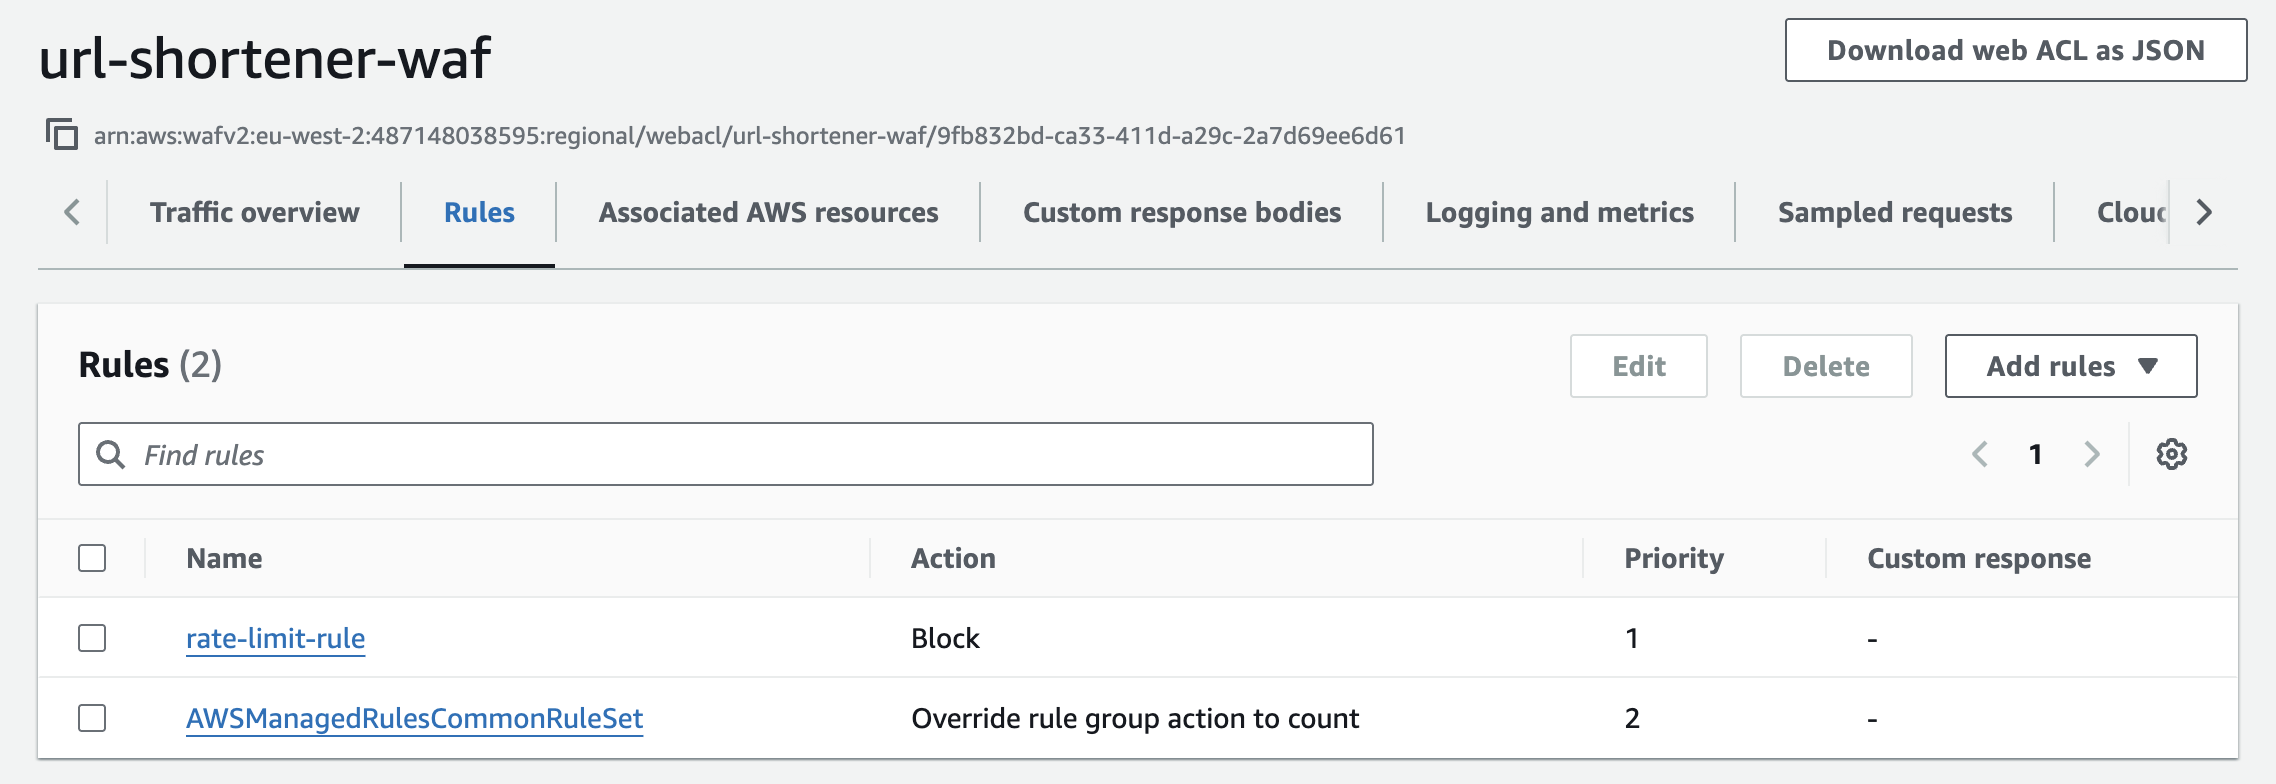 url-shortener-waf
Download web ACL as JSON
arn:aws:wafv2:eu-west-2:487148038595:regional/webacl/url-shortener-waf/9fb832bd-ca33-411d-a29c-2a7d69ee6d61
Traffic overview Rules Associated AWS resources Custom response bodies Logging and metrics Sampled requests Clou
Rules (2)
Edit Delete Add rules
Find rules
1
Name Action Priority Custom response
rate-limit-rule Block 1 -
AWSManagedRulesCommonRuleSet Override rule group action to count 2 -